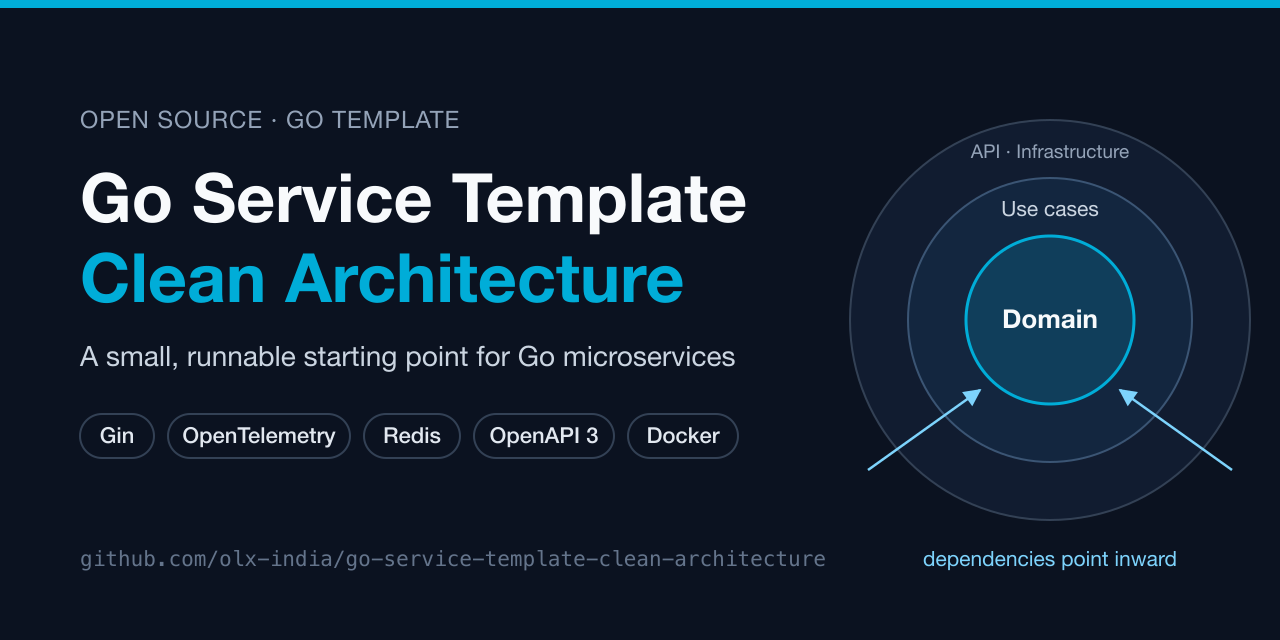 OPEN SOURCE · GO TEMPLATE
Go Service Template
Clean Architecture
A small, runnable starting point for Go microservices
Gin OpenTelemetry Redis OpenAPI 3 Docker
github.com/olx-india/go-service-template-clean-architecture
API · Infrastructure
Use cases
Domain
dependencies point inward